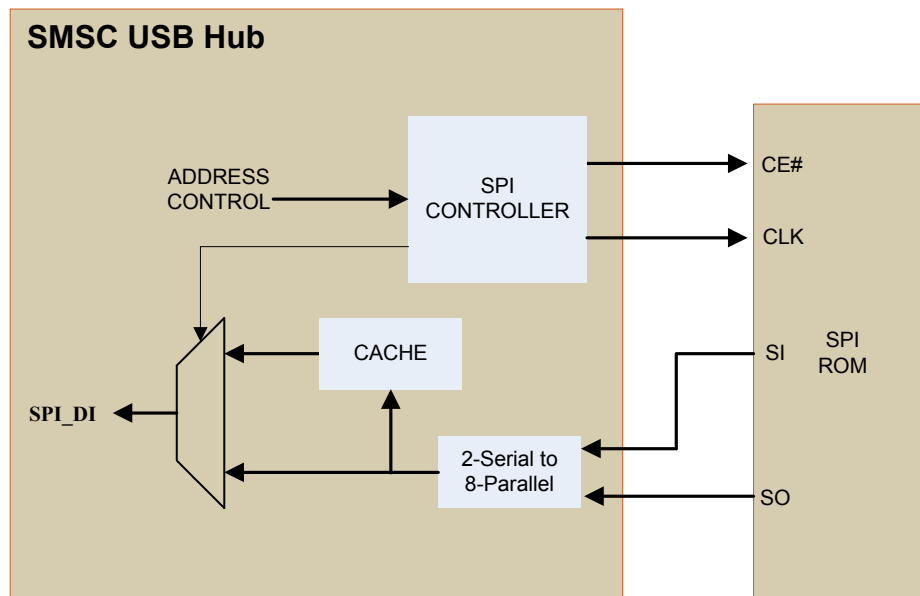 SMSC USB Hub
ADDRESS
CONTROL
SPI
CONTROLLER
CE#
CLK
CACHE
SI
SPI
ROM
SPI_DI
2-Serial to
8-Parallel
SO